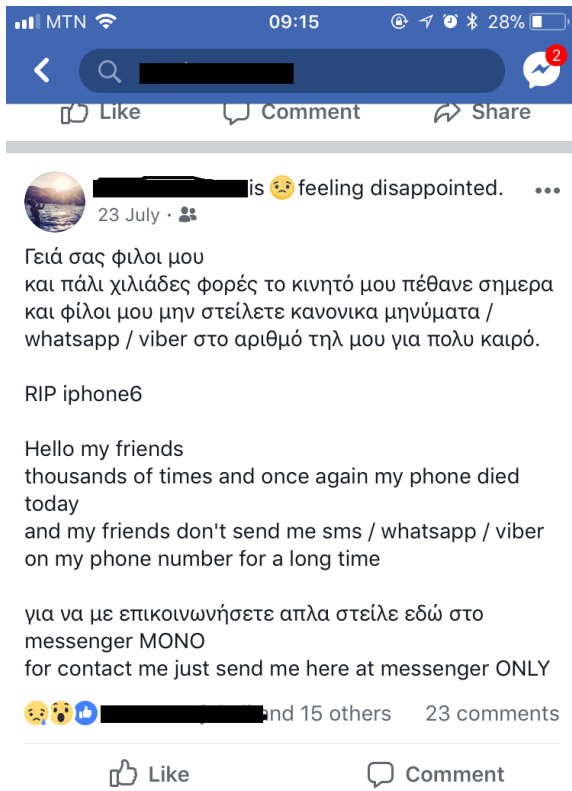 MTN 09:15 28%
2
Like Comment Share
is feeling disappointed.
23 July
Γειά σας φιλοι μου
και πάλι χιλιάδες φορές το κινητό μου πέθανε σημερα
και φίλοι μου μην στείλετε κανονικα μηνύματα /
whatsapp / viber στο αριθμό τηλ μου για πολυ καιρό.
RIP iphone6
Hello my friends
thousands of times and once again my phone died
today
and my friends don't send me sms / whatsapp / viber
on my phone number for a long time
για να με επικοινωνήσετε απλα στείλε εδώ στο
messenger MONO
for contact me just send me here at messenger ONLY
and 15 others 23 comments
Like Comment